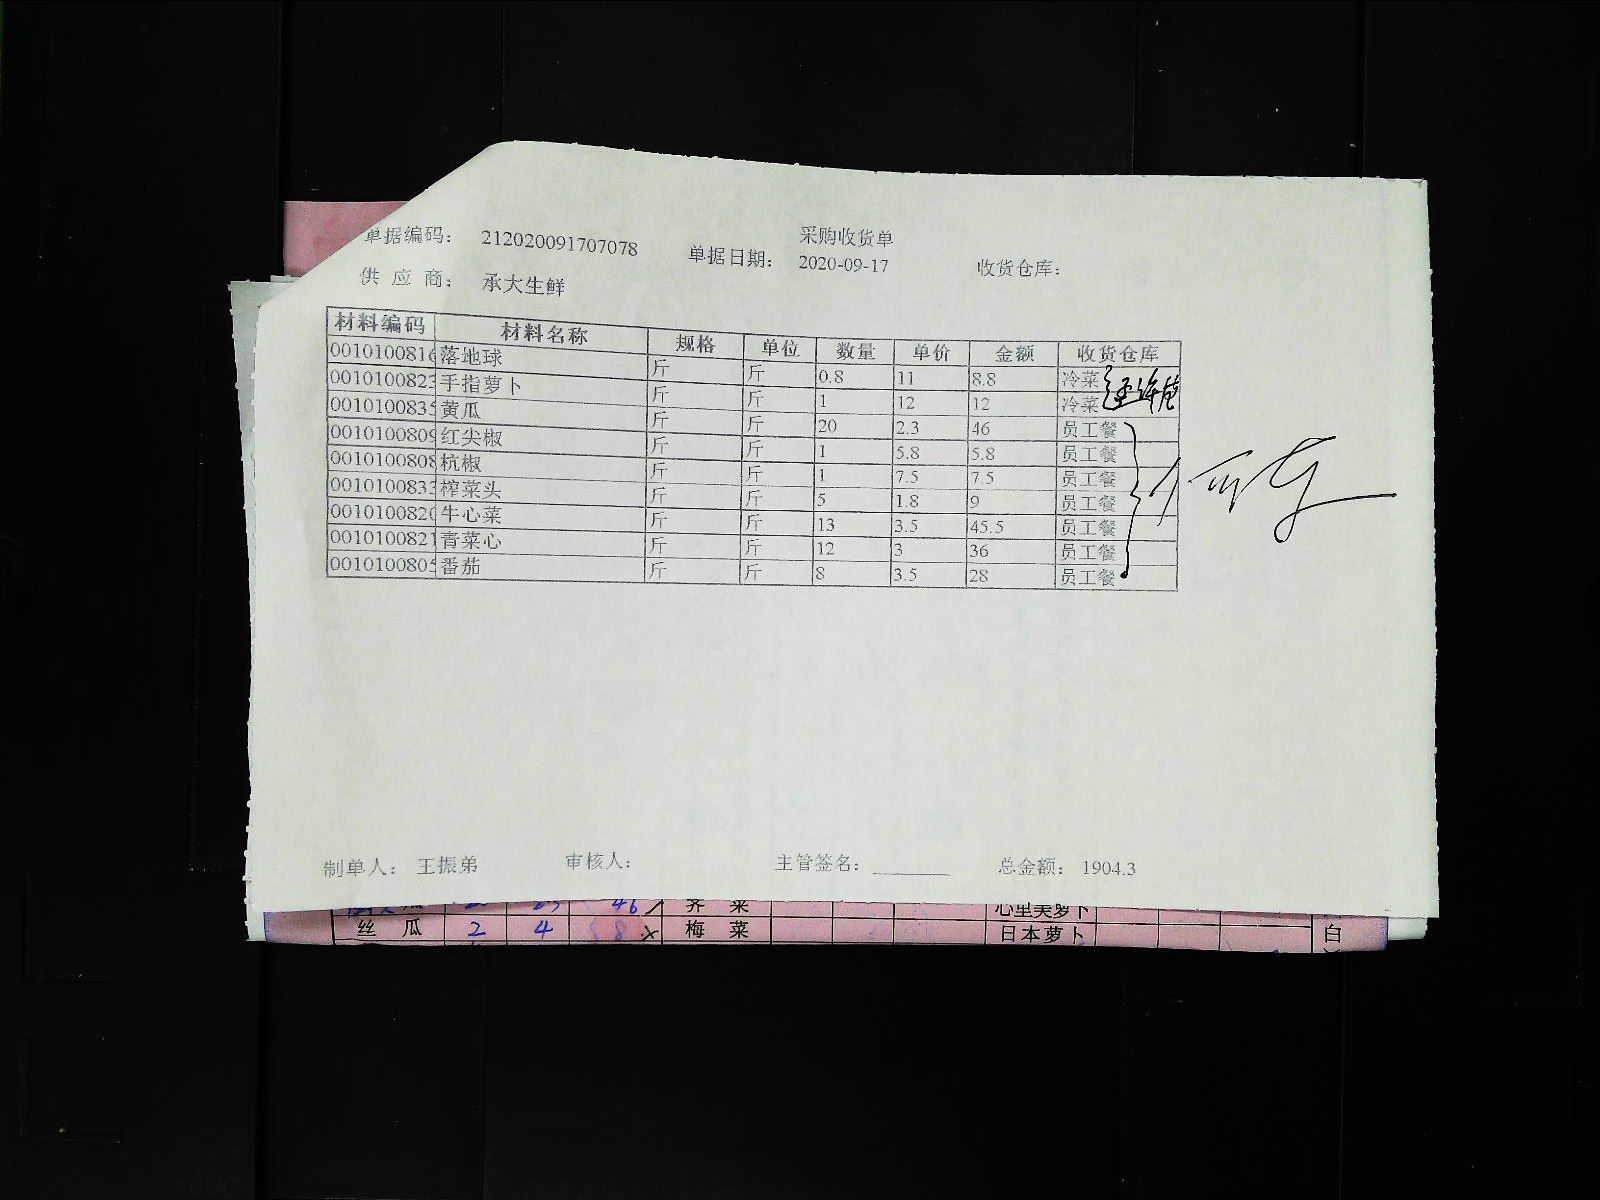 采购收货单
单据编码： 212020091707078 单据日期： 2020-09-17 收货仓库：
供 应 商： 承大生鲜
材料编码 材料名称 规格 单位 数量 单价 金额 收货仓库
0010100816 落地球 斤 斤 0.8 11 8.8 冷菜
0010100823 手指萝卜 斤 斤 1 12 12 冷菜
0010100835 黄瓜 斤 斤 20 2.3 46 员工餐
0010100809 红尖椒 斤 斤 1 5.8 5.8 员工餐
0010100808 杭椒 斤 斤 1 7.5 7.5 员工餐
0010100833 榨菜头 斤 斤 5 1.8 9 员工餐
0010100820 牛心菜 斤 斤 13 3.5 45.5 员工餐
0010100821 青菜心 斤 斤 12 3 36 员工餐
0010100805 番茄 斤 斤 8 3.5 28 员工餐
制单人： 王振弟 审核人： 主管签名： 总金额： 1904.3
46 荠 菜 心里美萝卜
丝 瓜 2 4 8 梅 菜 日本萝卜 白